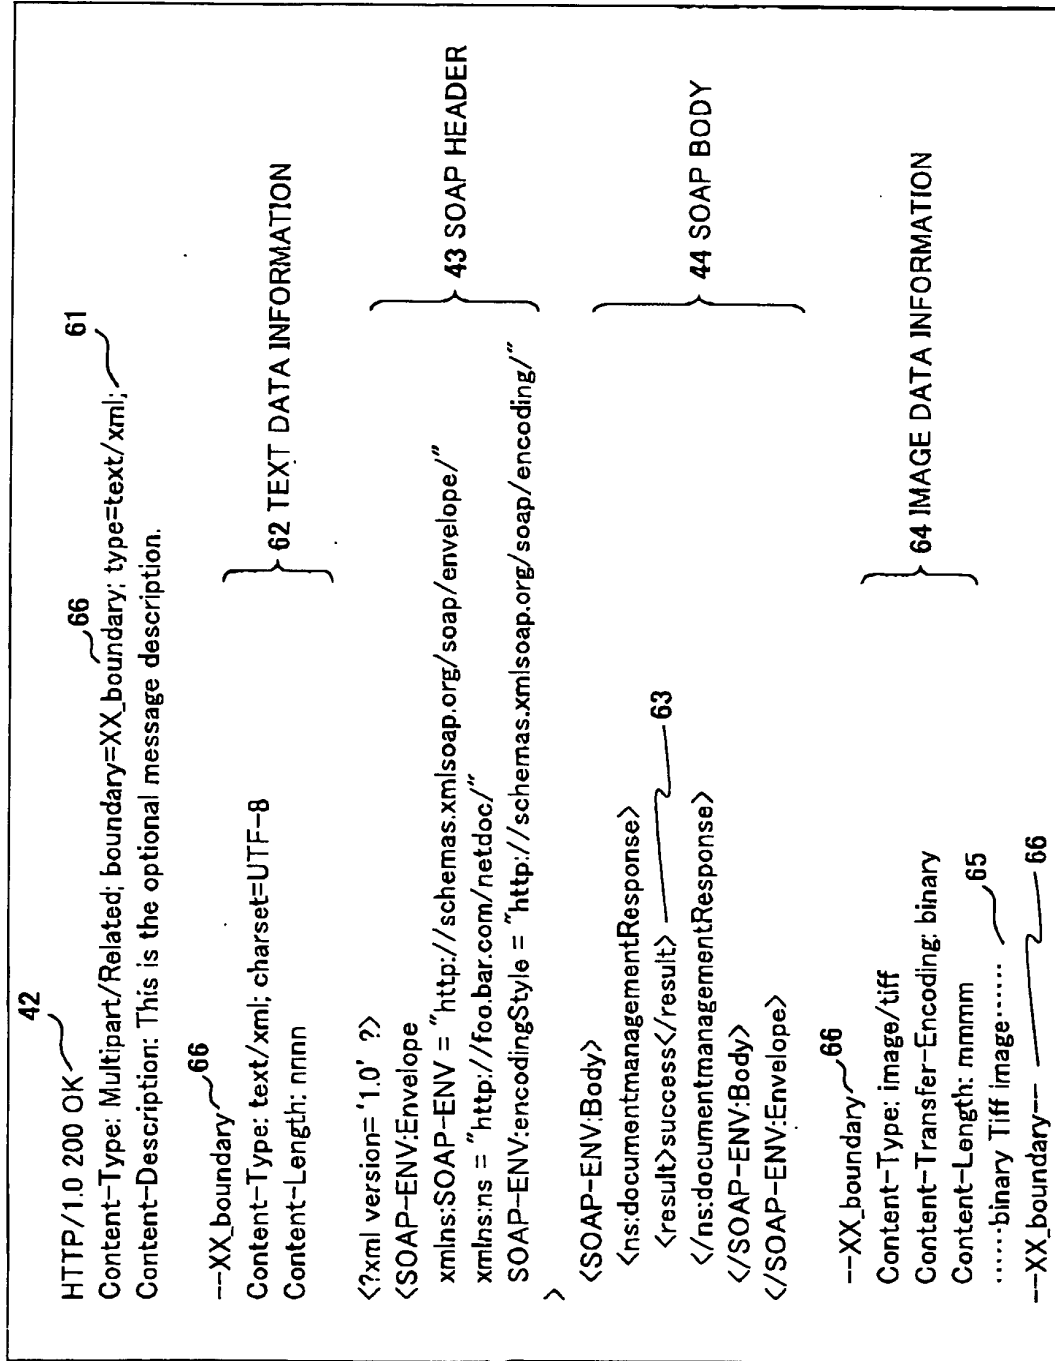 42
HTTP/1.0 200 OK
66
Content-Type: Multipart/Related; boundary=XX_boundary; type=text/xml;
61
Content-Description: This is the optional message description.
--XX_boundary 66
Content-Type: text/xml; charset=UTF-8
Content-Length: nnnn
62 TEXT DATA INFORMATION
<?xml version='1.0' ?>
<SOAP-ENV:Envelope
xmlns:SOAP-ENV = "http://schemas.xmlsoap.org/soap/envelope/"
xmlns:ns = "http://foo.bar.com/netdoc/"
SOAP-ENV:encodingStyle = "http://schemas.xmlsoap.org/soap/encoding/"
>
43 SOAP HEADER
<SOAP-ENV:Body>
<ns:documentmanagementResponse>
<result>success</result> 63
</ns:documentmanagementResponse>
</SOAP-ENV:Body>
</SOAP-ENV:Envelope>
44 SOAP BODY
--XX_boundary 66
Content-Type: image/tiff
Content-Transfer-Encoding: binary
Content-Length: mmmm
64 IMAGE DATA INFORMATION
......binary Tiff image...... 65
--XX_boundary-- 66